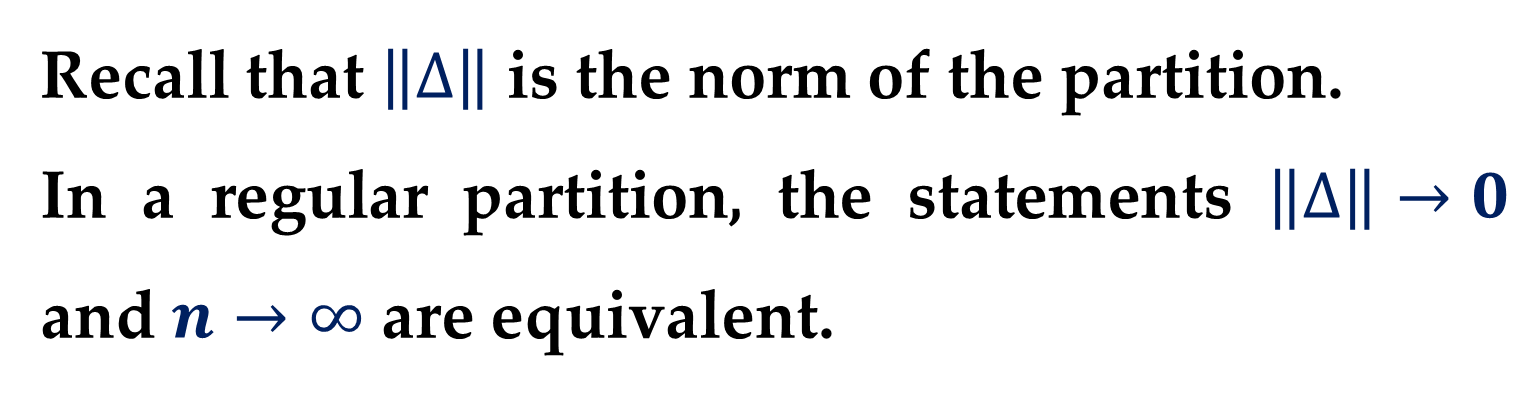 Recall that ||Δ|| is the norm of the partition.
In a regular partition, the statements ||Δ|| → 0
and n → ∞ are equivalent.